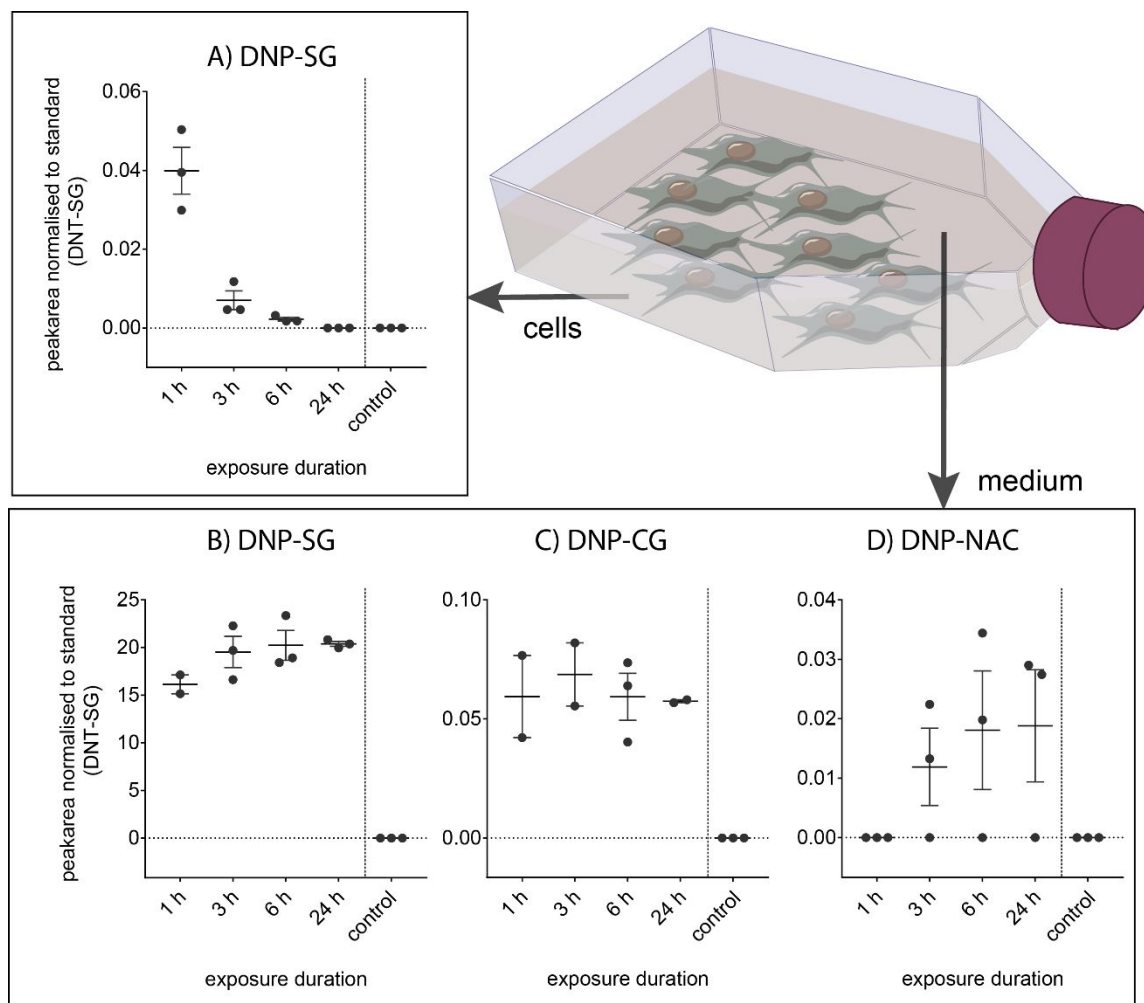 A) DNP-SG
peakarea normalised to standard
(DNT-SG)
0.06
0.04
0.02
0.00
1 h
3 h
6 h
24 h
control
exposure duration
cells
medium
B) DNP-SG
peakarea normalised to standard
(DNT-SG)
25
20
15
10
5
0
1 h
3 h
6 h
24 h
control
exposure duration
C) DNP-CG
0.10
0.05
0.00
1 h
3 h
6 h
24 h
control
exposure duration
D) DNP-NAC
0.04
0.03
0.02
0.01
0.00
1 h
3 h
6 h
24 h
control
exposure duration